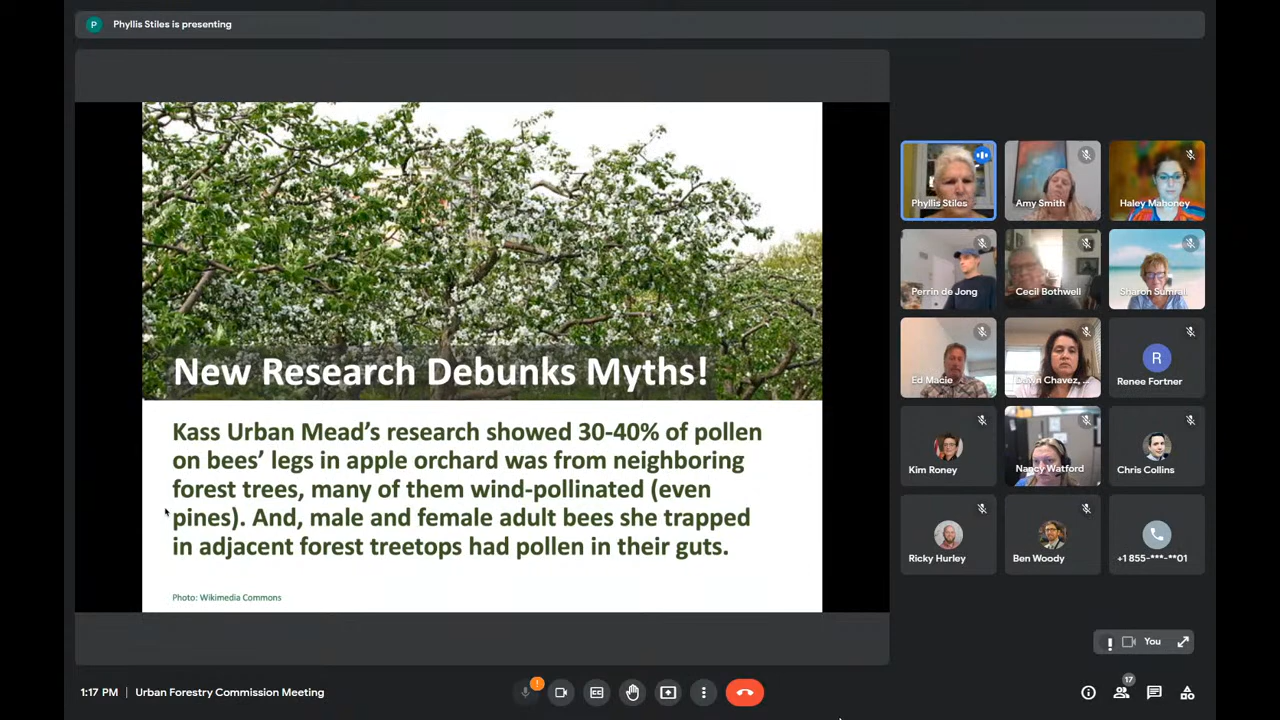 P Phyllis Stiles is presenting
New Research Debunks Myths!
Kass Urban Mead's research showed 30-40% of pollen
on bees' legs in apple orchard was from neighboring
forest trees, many of them wind-pollinated (even
pines). And, male and female adult bees she trapped
in adjacent forest treetops had pollen in their guts.
Photo: Wikimedia Commons
Phyllis Stiles
Amy Smith
Haley Mahoney
Perrin de Jong
Cecil Bothwell
Sharon Sumrall
Ed Macie
Dawn Chavez, ...
R
Renee Fortner
Kim Roney
Nancy Watford
Chris Collins
Ricky Hurley
Ben Woody
+1 855-***-**01
You
1:17 PM | Urban Forestry Commission Meeting
17